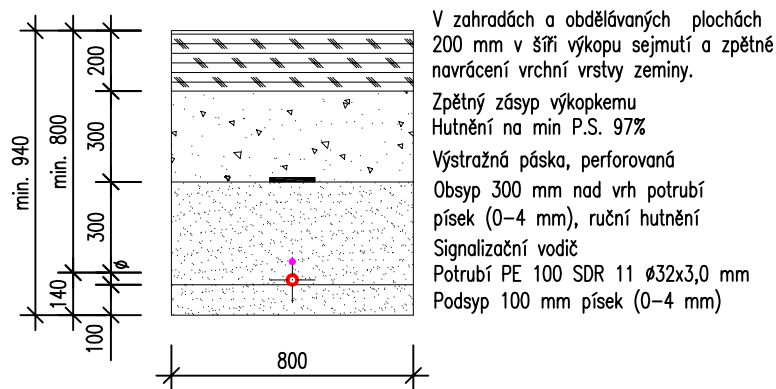 V zahradách a obdělávaných plochách
200 mm v šíři výkopu sejmutí a zpětné
navrácení vrchní vrstvy zeminy.
Zpětný zásyp výkopkemu
Hutnění na min P.S. 97%
Výstražná páska, perforovaná
Obsyp 300 mm nad vrh potrubí
písek (0-4 mm), ruční hutnění
Signalizační vodič
Potrubí PE 100 SDR 11 ø32x3,0 mm
Podsyp 100 mm písek (0-4 mm)
min. 940
min. 800
140
200
300
300
ø
100
800